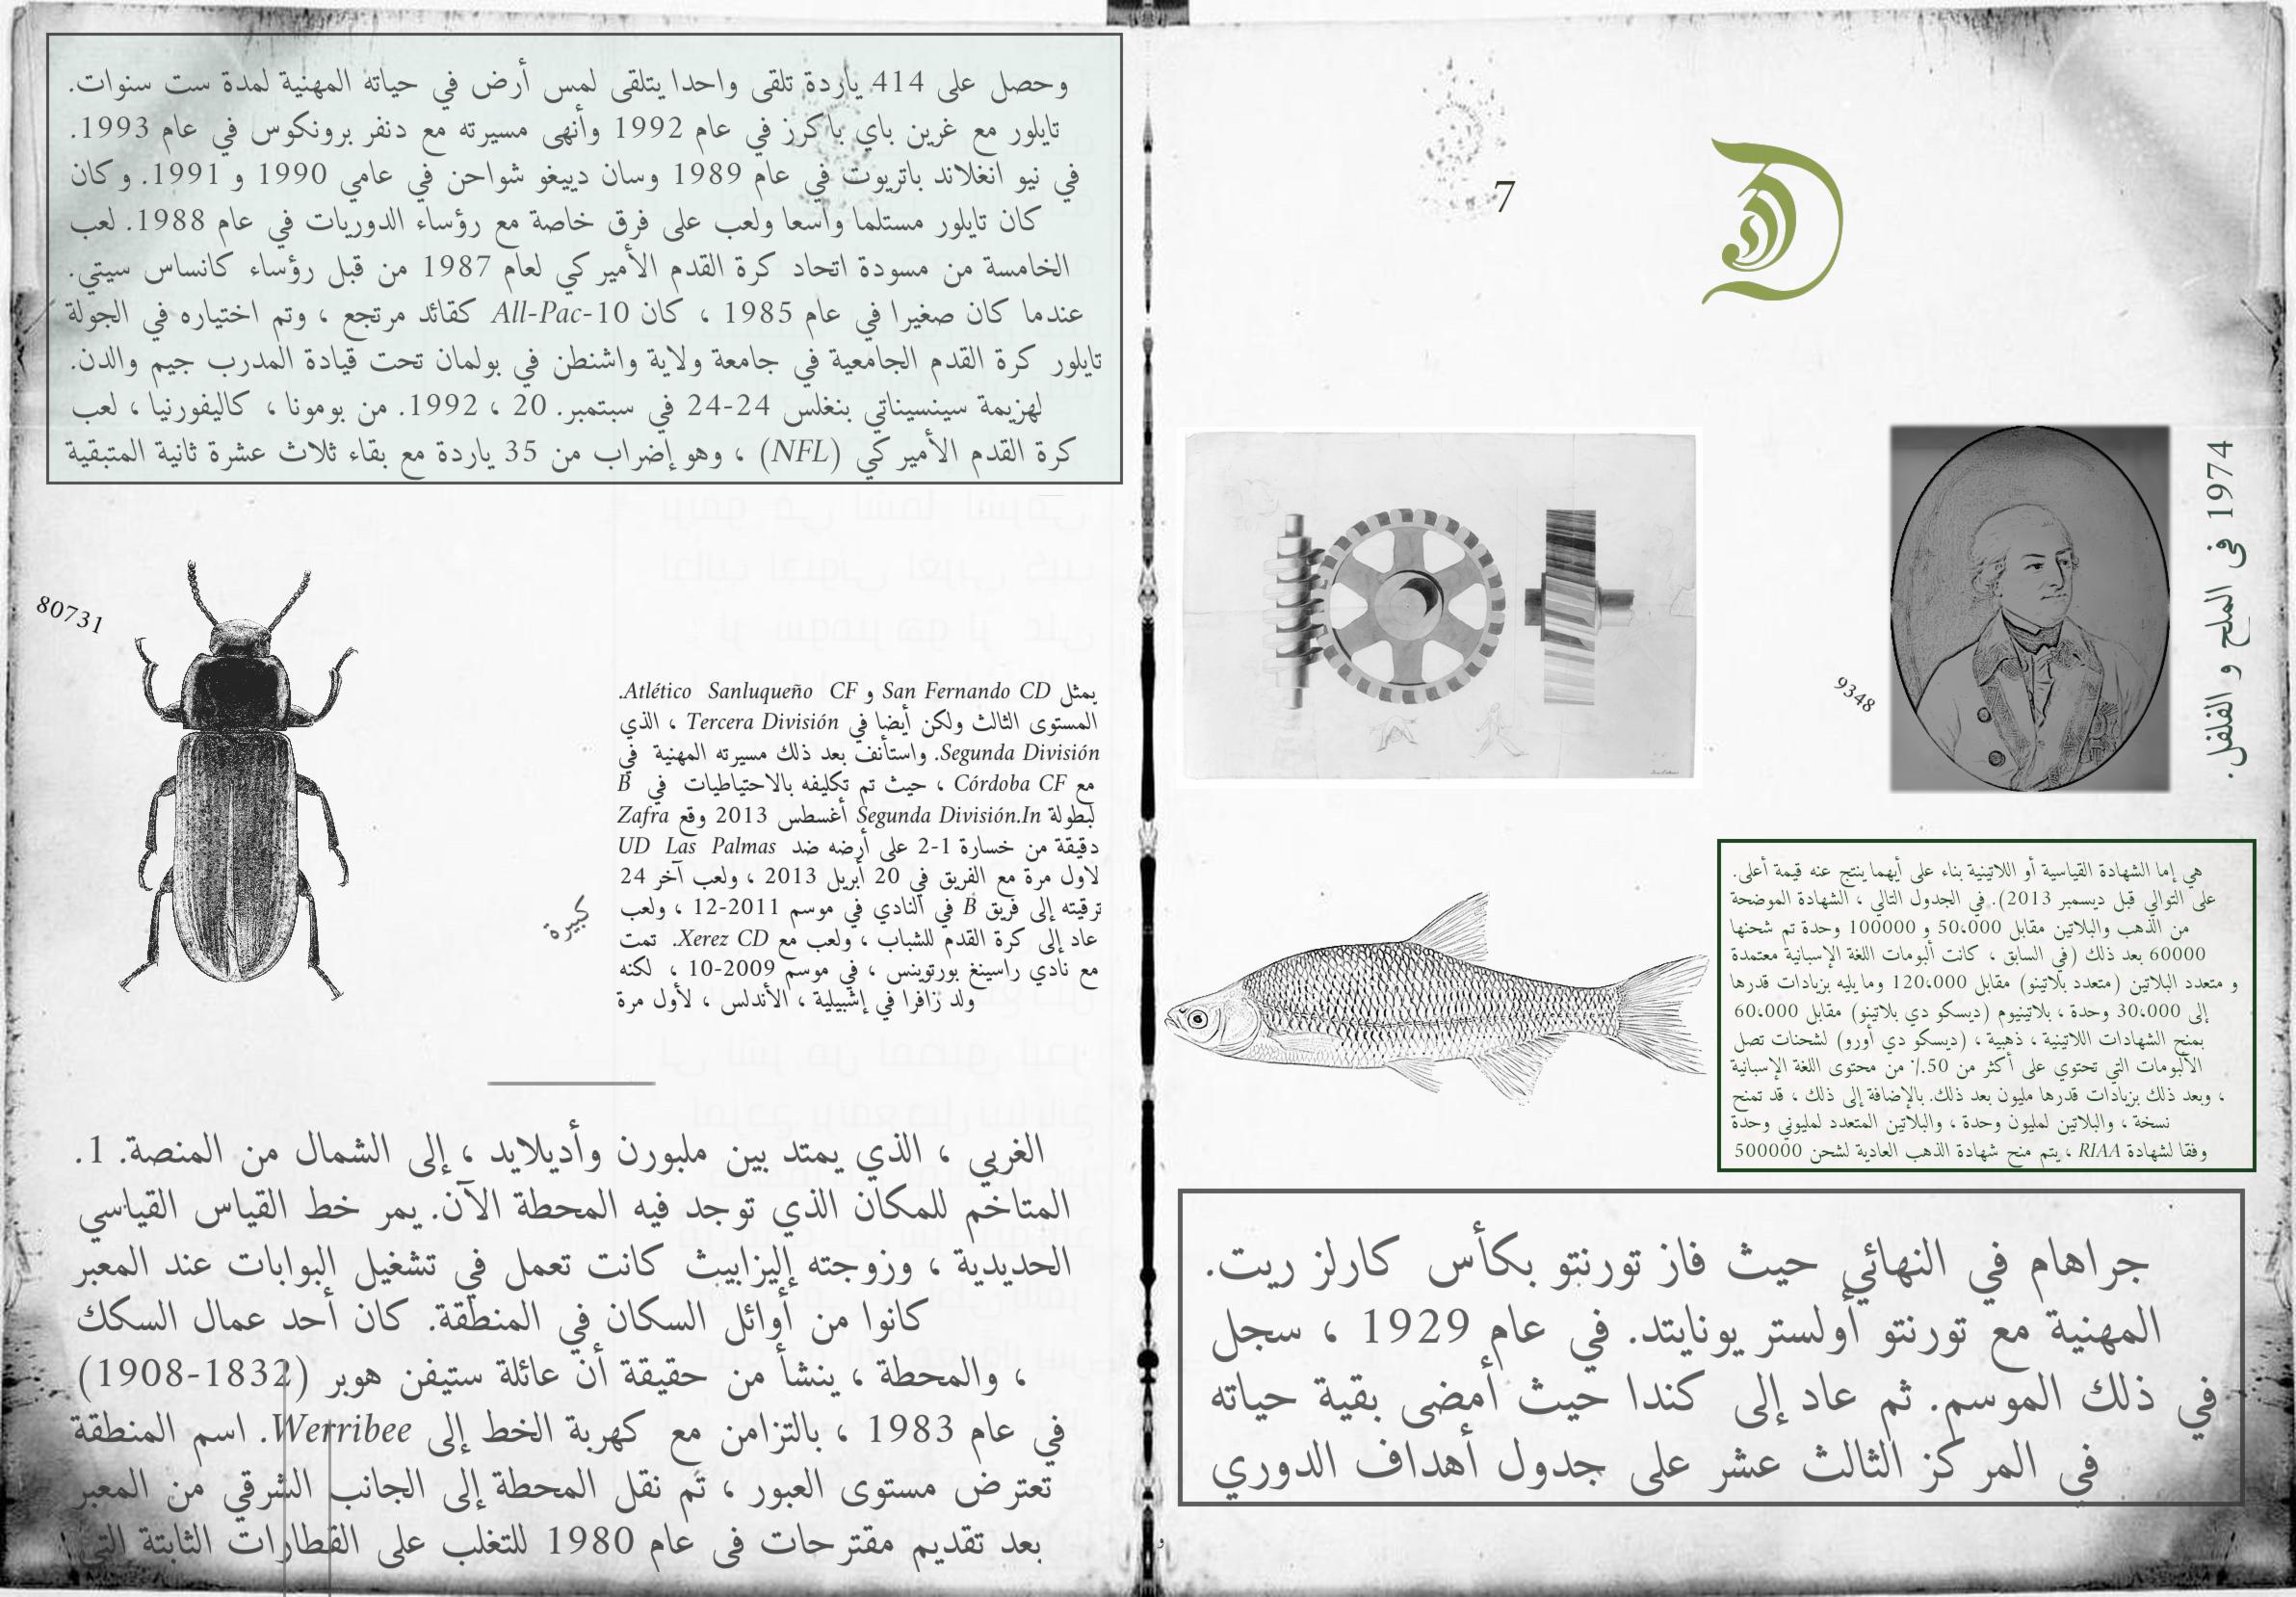 وحصل على 414 ياردة تلقى واحدا يتلقى لمس أرض في حياته المهنية لمدة ست سنوات.
تايلور مع غرين باي باكرز في عام 1992 وأنهى مسيرته مع دنفر برونكوس في عام 1993.
في نيو انغلاند باتريوت في عام 1989 وسان دييغو شواحن في عامي 1990 و 1991. وكان
كان تايلور مستلما واسعا ولعب على فرق خاصة مع رؤساء الدوريات في عام 1988. لعب
الخامسة من مسودة اتحاد كرة القدم الأميركي لعام 1987 من قبل رؤساء كانساس سيتي.
عندما كان صغيرا في عام 1985 ، كان All-Pac-10 كقائد مرتجع ، وتم اختياره في الجولة
تايلور كرة القدم الجامعية في جامعة ولاية واشنطن في بولمان تحت قيادة المدرب جيم والدن.
لهزيمة سينسيناتي بنغلس 24-24 في سبتمبر. 20 ، 1992. من بومونا ، كاليفورنيا ، لعب
كرة القدم الأميركي (NFL) ، وهو إضراب من 35 ياردة مع بقاء ثلاث عشرة ثانية المتبقية
80731
يمثل San Fernando CD و Atlético Sanluqueño CF.
المستوى الثالث ولكن أيضا في Tercera División ، الذي
Segunda División. واستأنف بعد ذلك مسيرته المهنية في
مع Córdoba CF ، حيث تم تكليفه بالاحتياطيات في B
لبطولة Segunda División.In أغسطس 2013 وقع Zafra
دقيقة من خسارة 1-2 على أرضه ضد UD Las Palmas
لأول مرة مع الفريق في 20 أبريل 2013 ، ولعب آخر 24
ترقيته إلى فريق B في النادي في موسم 2011-12 ، ولعب
عاد إلى كرة القدم للشباب ، ولعب مع Xerez CD. تمت
مع نادي راسينغ بورتوينس ، في موسم 2009-10 ، لكنه
ولد زافرا في إشبيلية ، الأندلس ، لأول مرة
كبيرة
الغربي ، الذي يمتد بين ملبورن وأديلايد ، إلى الشمال من المنصة. 1.
المتاخم للمكان الذي توجد فيه المحطة الآن. يمر خط القياس القياسي
الحديدية ، وزوجته إليزابيث كانت تعمل في تشغيل البوابات عند المعبر
كانوا من أوائل السكان في المنطقة. كان أحد عمال السكك
، والمحطة ، ينشأ من حقيقة أن عائلة ستيفن هوبر (1832-1908)
في عام 1983 ، بالتزامن مع كهربة الخط إلى Werribee. اسم المنطقة
تعترض مستوى العبور ، تم نقل المحطة إلى الجانب الشرقي من المعبر
بعد تقديم مقترحات في عام 1980 للتغلب على القطارات الثابتة التي
7
D
1974 في الملح و الفلفل.
9348
هي إما الشهادة القياسية أو اللاتينية بناء على أيهما ينتج عنه قيمة أعلى.
على التوالي قبل ديسمبر 2013). في الجدول التالي ، الشهادة الموضحة
من الذهب والبلاتين مقابل 50،000 و 100000 وحدة تم شحنها
60000 بعد ذلك (في السابق ، كانت ألبومات اللغة الإسبانية معتمدة
و متعدد البلاتين (متعدد بلاتينو) مقابل 120،000 وما يليه بزيادات قدرها
إلى 30،000 وحدة ، بلاتينيوم (ديسكو دي بلاتينو) مقابل 60،000
بمنح الشهادات اللاتينية ، ذهبية ، (ديسكو دي أورو) لشحنات تصل
الألبومات التي تحتوي على أكثر من 50٪. من محتوى اللغة الإسبانية
، وبعد ذلك بزيادات قدرها مليون بعد ذلك. بالإضافة إلى ذلك ، قد تمنح
نسخة ، والبلاتين لمليون وحدة ، والبلاتين المتعدد لمليوني وحدة
وفقا لشهادة RIAA ، يتم منح شهادة الذهب العادية لشحن 500000
جراهام في النهائي حيث فاز تورنتو بكأس كارلز ريت.
المهنية مع تورنتو أولستر يونايتد. في عام 1929 ، سجل
في ذلك الموسم. ثم عاد إلى كندا حيث أمضى بقية حياته
في المركز الثالث عشر على جدول أهداف الدوري